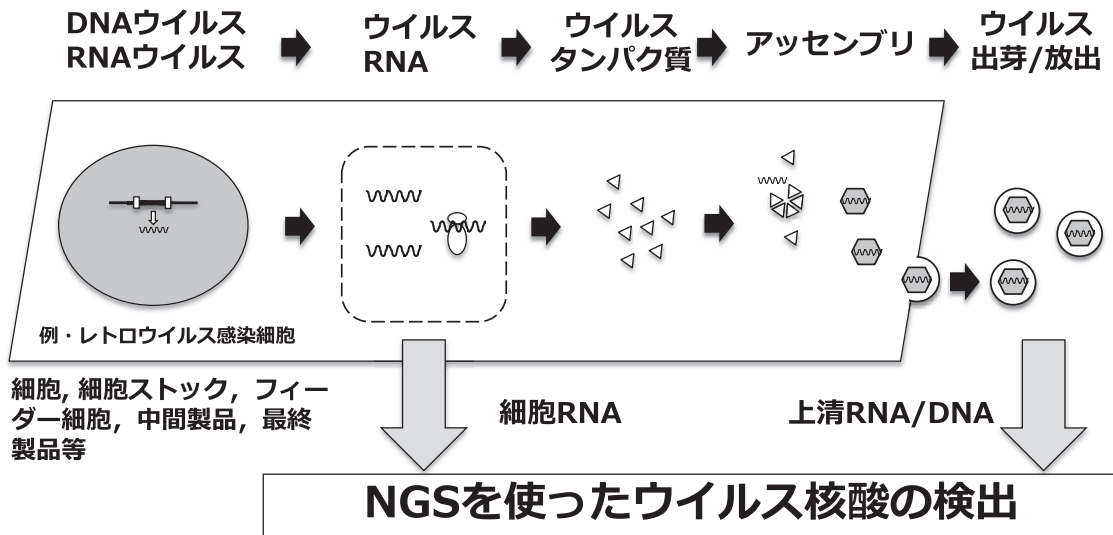 DNAウイルス
RNAウイルス
ウイルス
RNA
ウイルス
タンパク質
アッセンブリ
ウイルス
出芽/放出
例・レトロウイルス感染細胞
細胞, 細胞ストック，フィー
ダー細胞，中間製品，最終
製品等
細胞RNA
上清RNA/DNA
NGSを使ったウイルス核酸の検出